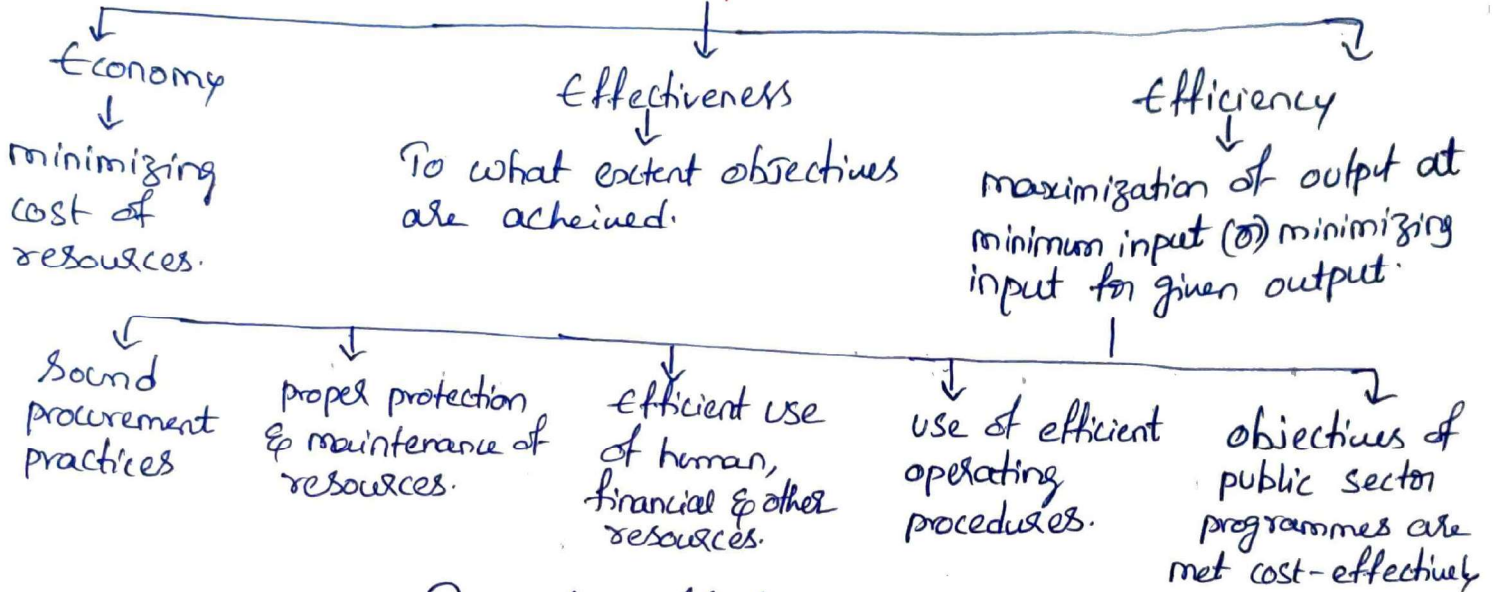 Economy
minimizing
cost of
resources.
Effectiveness
To what extent objectives
are acheived.
Efficiency
maximization of output at
minimum input (or) minimizing
input for given output.
Sound
procurement
practices
proper protection
& maintenance of
resources.
efficient use
of human,
financial & other
resources.
use of efficient
operating
procedures.
objectives of
public sector
programmes are
met cost-effectively